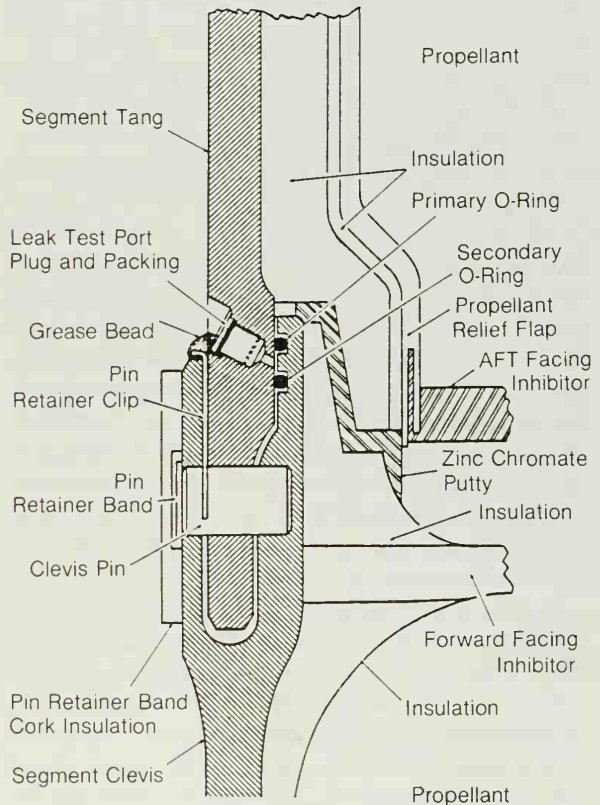 Propellant
Segment Tang
Insulation
Primary O-Ring
Leak Test Port
Plug and Packing
Secondary
O-Ring
Grease Bead
Propellant
Relief Flap
Pin
Retainer Clip
AFT Facing
Inhibitor
Pin
Retainer Band
Zinc Chromate
Putty
Insulation
Clevis Pin
Forward Facing
Inhibitor
Pin Retainer Band
Cork Insulation
Insulation
Segment Clevis
Propellant